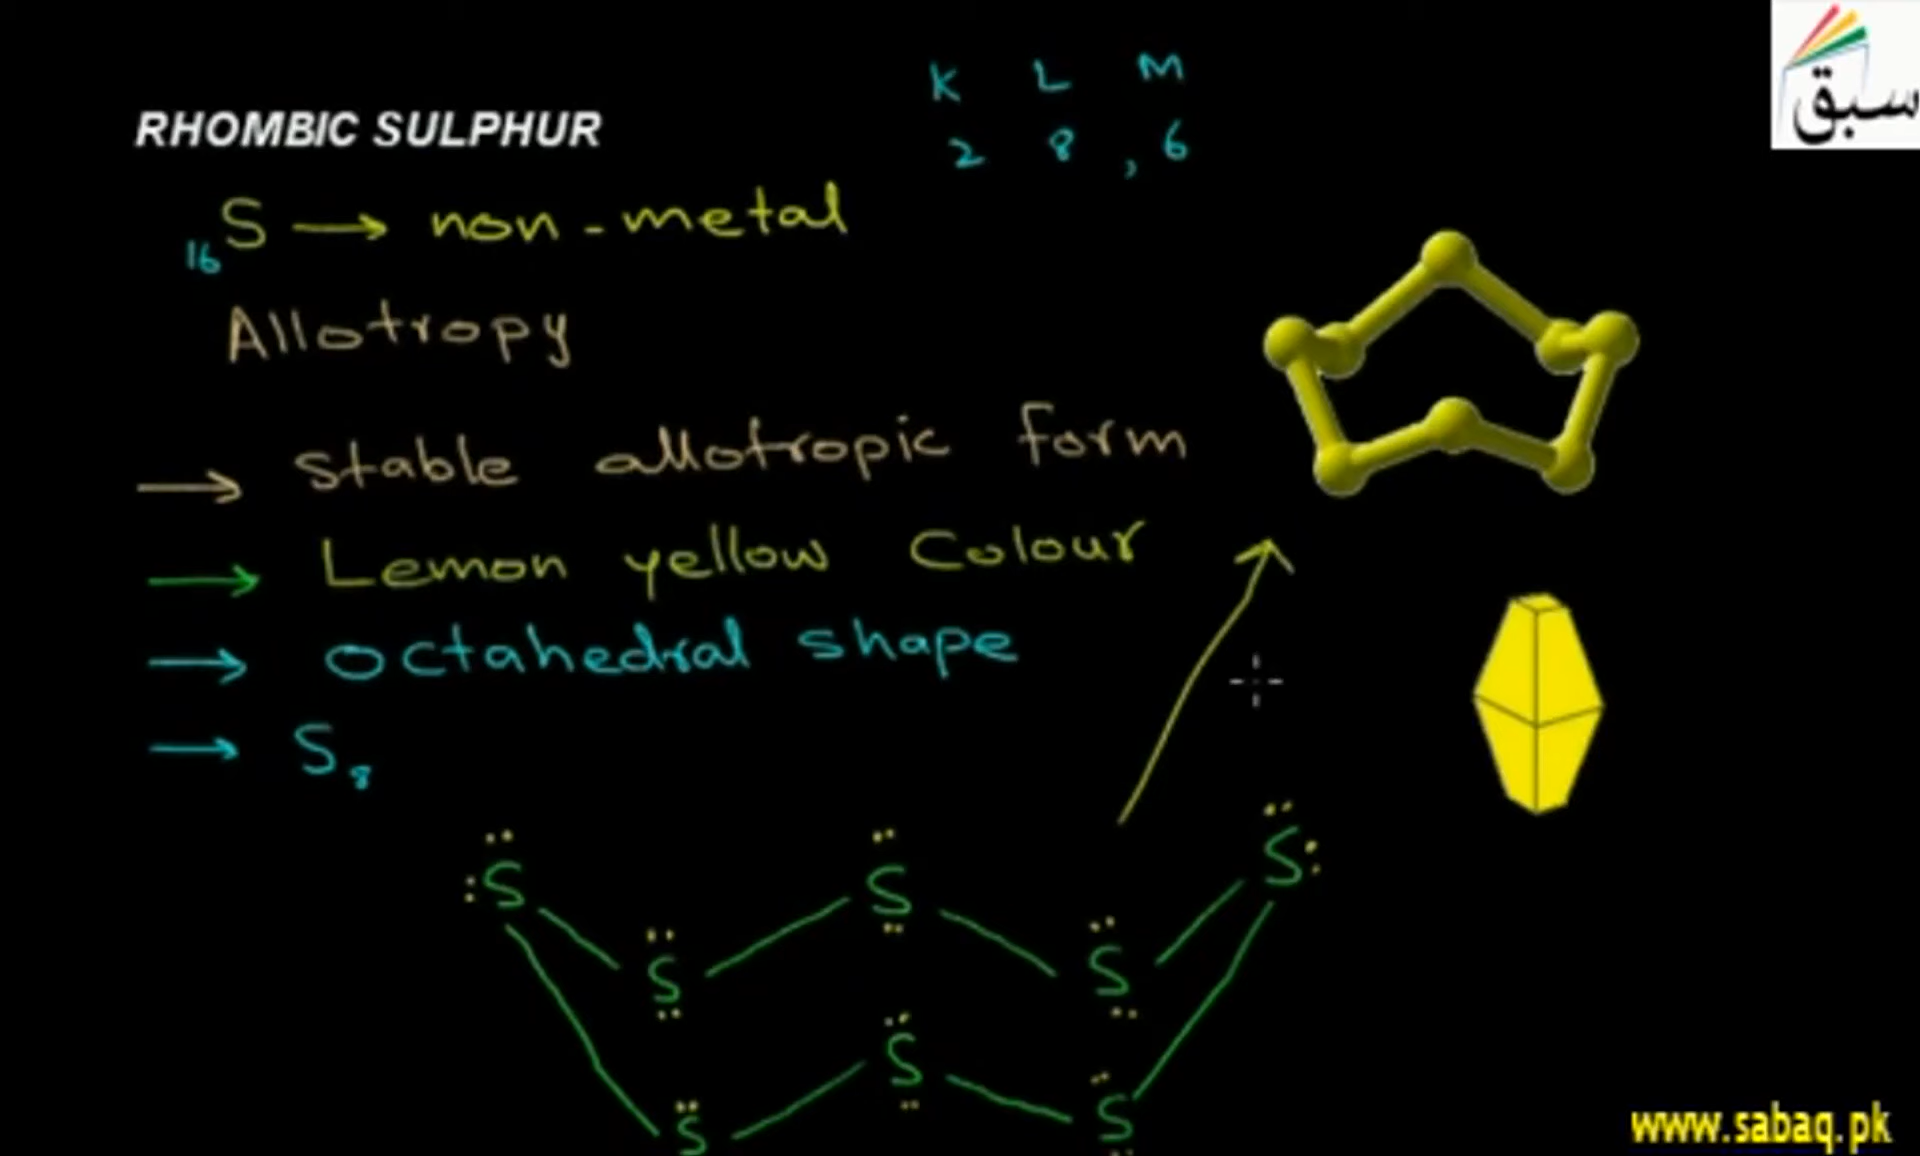 K L M
RHOMBIC SULPHUR
2 8 , 6
16 S → non-metal
Allotropy
→ Stable allotropic form
→ Lemon yellow Colour
→ Octahedral shape
→ S8
S S S
S S
S
S S
سبق
www.sabaq.pk